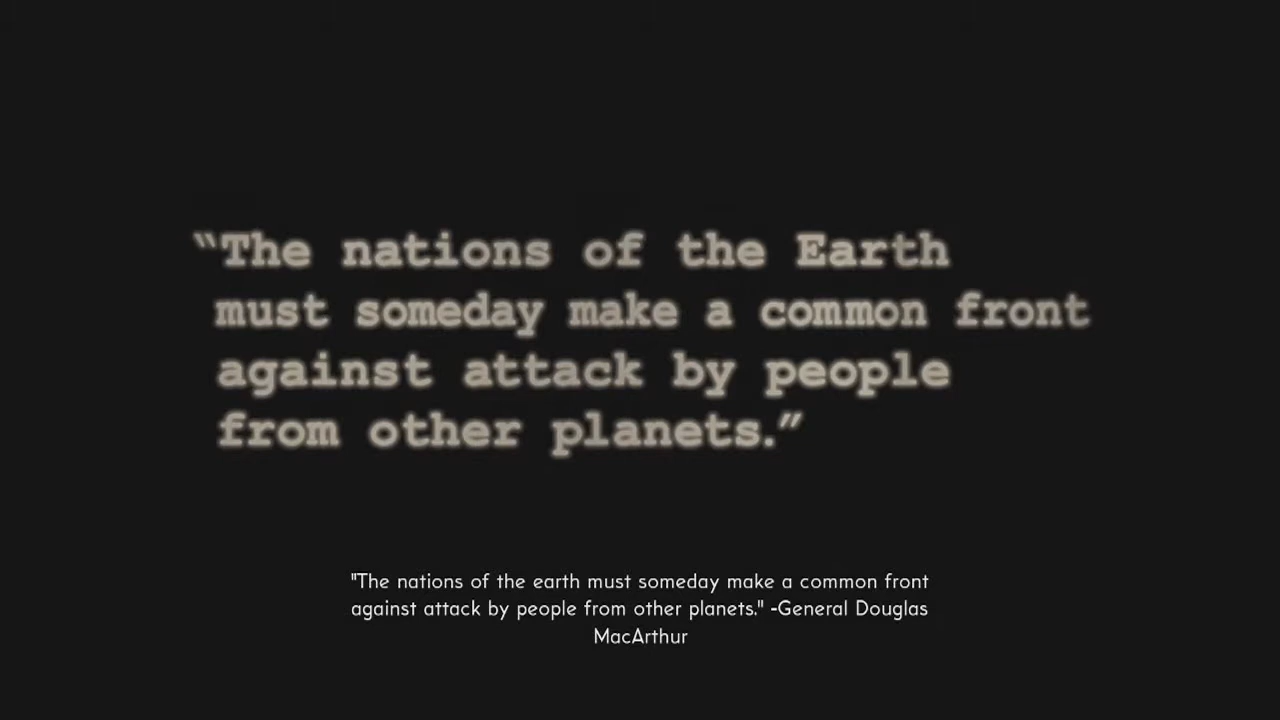 “The nations of the Earth
must someday make a common front
against attack by people
from other planets.”
"The nations of the earth must someday make a common front
against attack by people from other planets." -General Douglas
MacArthur